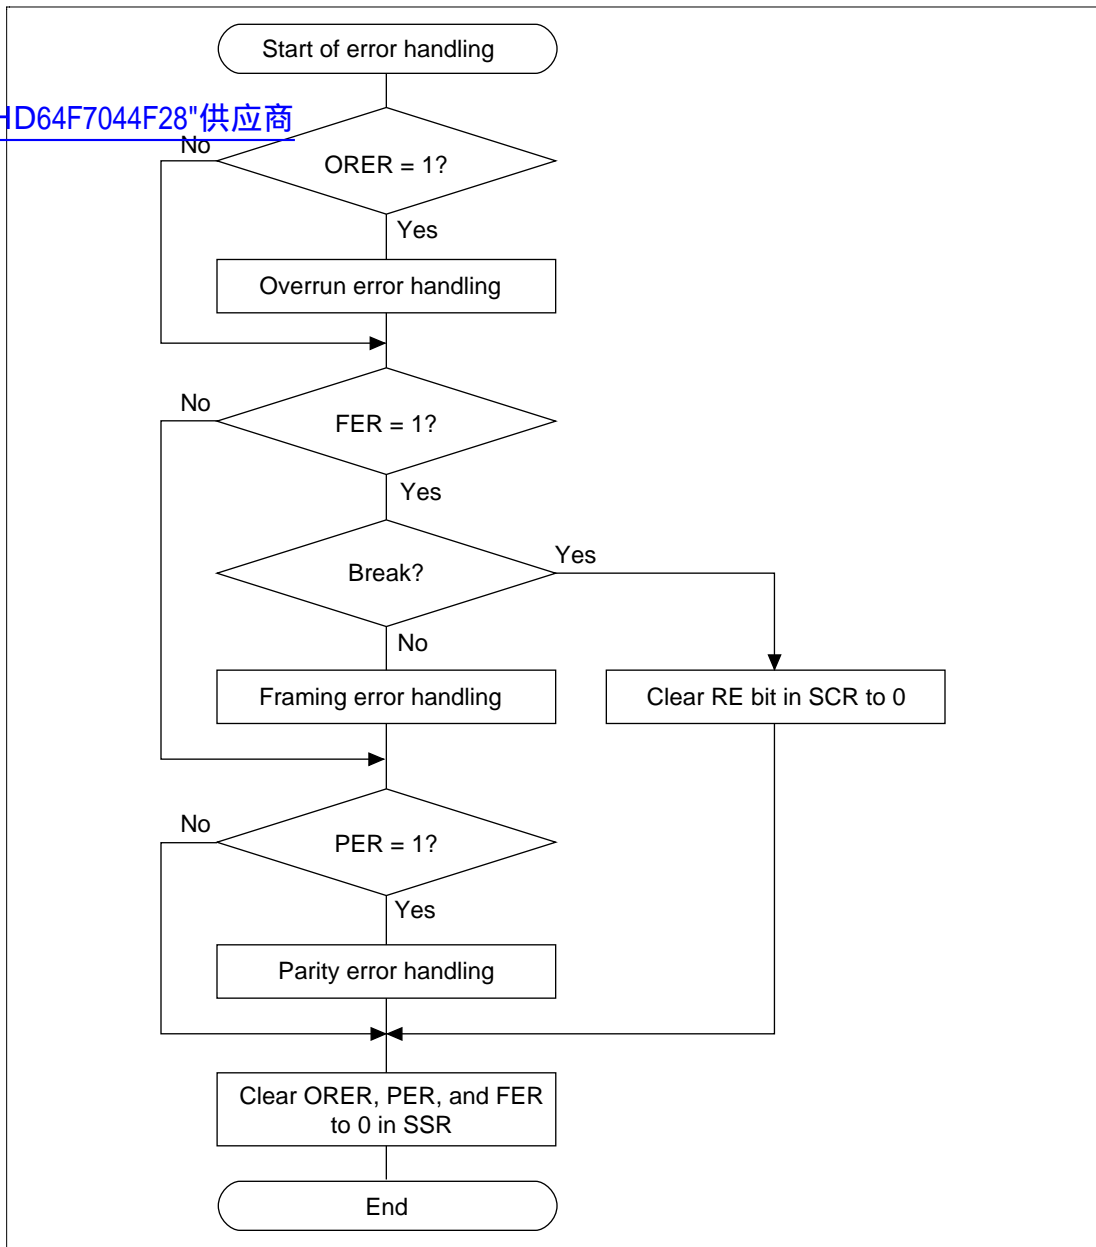 Start of error handling
HD64F7044F28"供应商
No
ORER = 1?
Yes
Overrun error handling
No
FER = 1?
Yes
Break?
Yes
No
Framing error handling
Clear RE bit in SCR to 0
No
PER = 1?
Yes
Parity error handling
Clear ORER, PER, and FER
to 0 in SSR
End